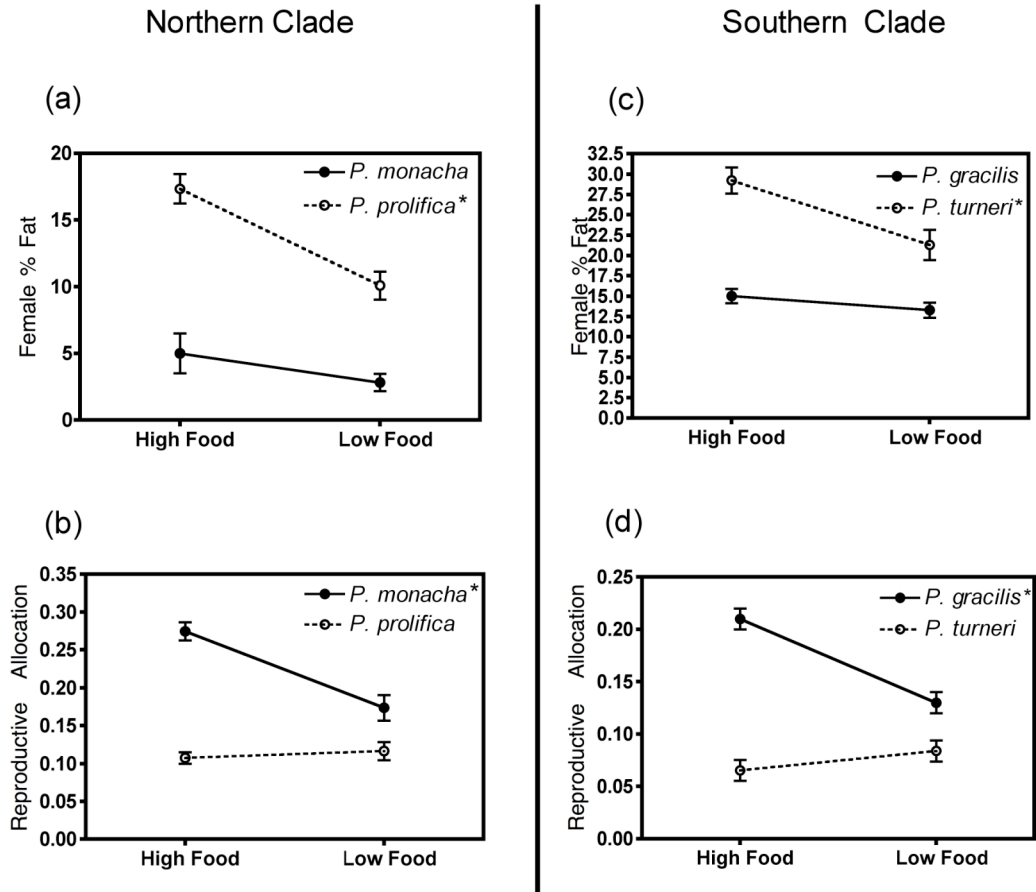 Northern Clade
Southern Clade
(a)
20
15
10
5
0
Female % Fat
P. monacha
P. prolifica*
High Food
Low Food
(c)
32.5
30.0
27.5
25.0
22.5
20.0
17.5
15.0
12.5
10.0
7.5
5.0
2.5
0.0
Female % Fat
P. gracilis
P. turneri*
High Food
Low Food
(b)
0.35
0.30
0.25
0.20
0.15
0.10
0.05
0.00
Reproductive Allocation
P. monacha*
P. prolifica
High Food
Low Food
(d)
0.25
0.20
0.15
0.10
0.05
0.00
Reproductive Allocation
P. gracilis*
P. turneri
High Food
Low Food